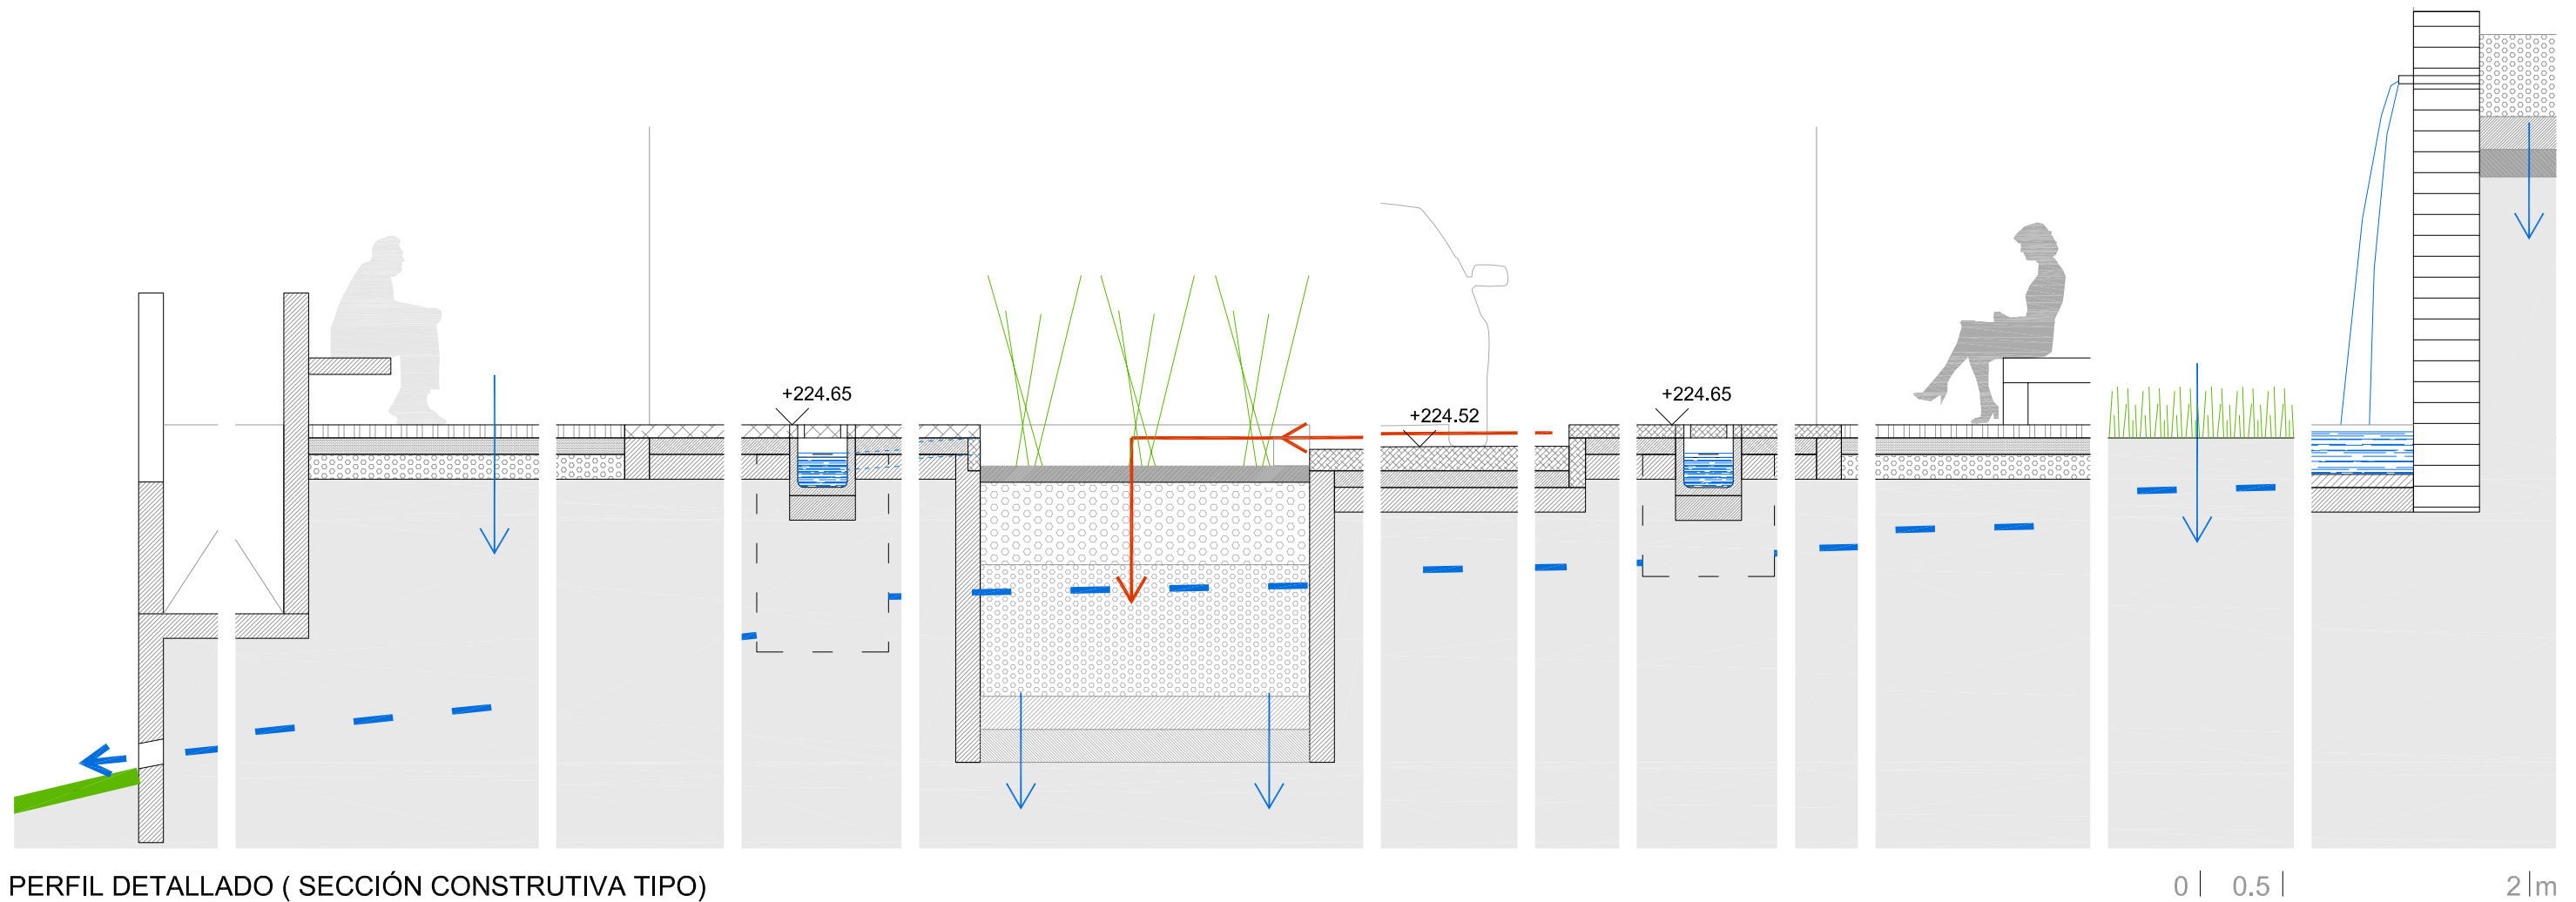 +224.65
+224.52
+224.65
PERFIL DETALLADO ( SECCIÓN CONSTRUTIVA TIPO)
0 0.5 2 m